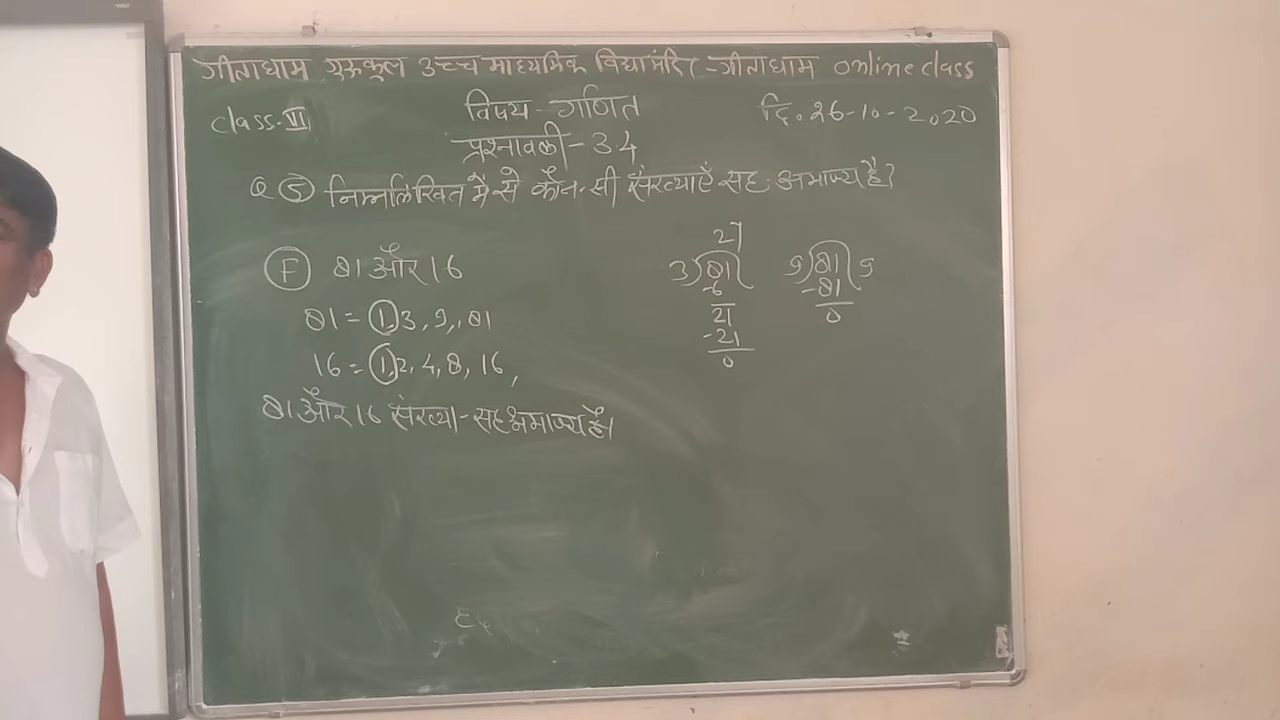 गीताधाम गुरुकुल उच्च माध्यमिक विद्या मंदिर - गीताधाम online class
class. VI
विषय - गणित
दि. 26-10-2020
प्रश्नावली - 3.4
Q 5 निम्नलिखित में से कौन-सी संख्याएँ सह-अभाज्य है?
F 81 और 16
81 = 1, 3, 9, 81
16 = 1, 2, 4, 8, 16,
81 और 16 संख्या - सह अभाज्य है।
27
3) 81
-6
21
-21
0
9) 81 ( 9
-81
0